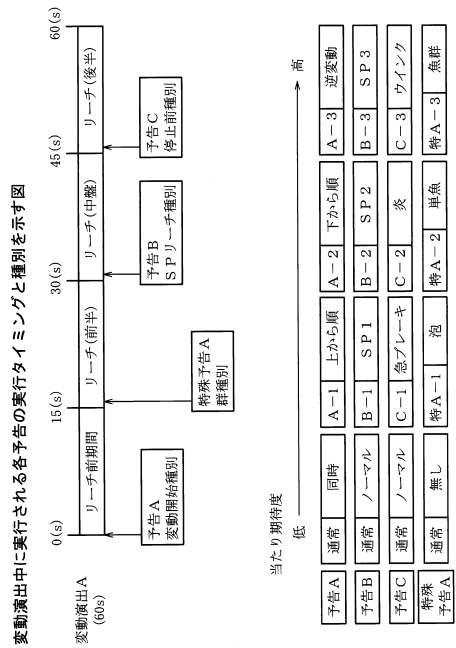 変動演出中に実行される各予告の実行タイミングと種別を示す図
0(s) 15(s) 30(s) 45(s) 60(s)
変動演出A リーチ前期間 リーチ(前半) リーチ(中盤) リーチ(後半)
(60s)
予告A
変動開始種別
特殊予告A
群種別
予告B
SPリーチ種別
予告C
停止前種別
当たり期待度
低 高
予告A 通常 同時 A-1 上から順 A-2 下から順 A-3 逆変動
予告B 通常 ノーマル B-1 SP1 B-2 SP2 B-3 SP3
予告C 通常 ノーマル C-1 急ブレーキ C-2 炎 C-3 ウインク
特殊
予告A 通常 無し 特A-1 泡 特A-2 単魚 特A-3 魚群